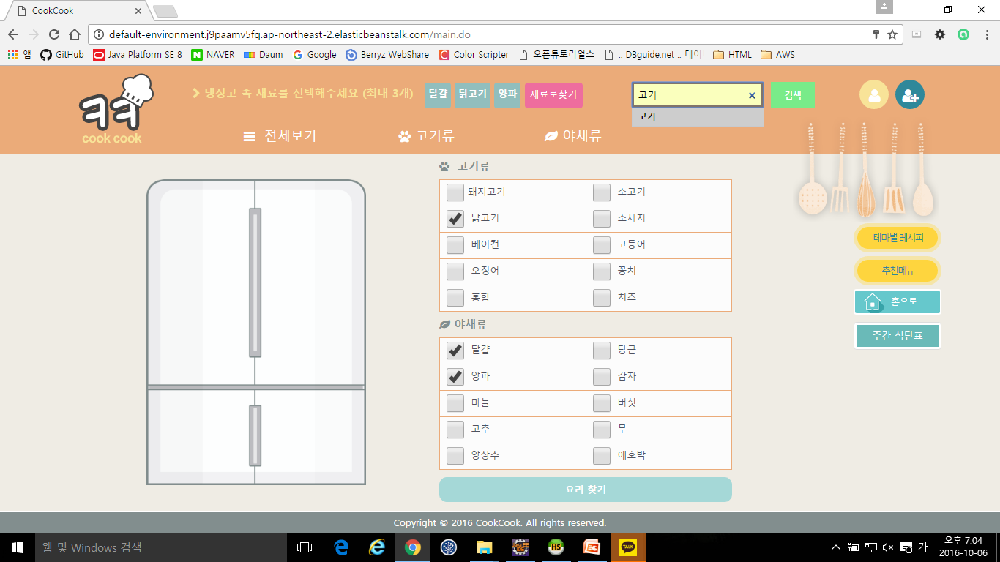 CookCook
default-environment.j9paamv5fq.ap-northeast-2.elasticbeanstalk.com/main.do
앱 GitHub Java Platform SE 8 NAVER Daum Google Berryz WebShare Color Scripter 오픈튜토리얼스 :: DBguide.net :: 데이 HTML AWS
쿡쿡
cook cook
냉장고 속 재료를 선택해주세요 (최대 3개) 달걀 닭고기 양파 재료로찾기 고기 검색
고기
전체보기 고기류 야채류
고기류
돼지고기 소고기
닭고기 소세지
베이컨 고등어
오징어 꽁치
홍합 치즈
야채류
달걀 당근
양파 감자
마늘 버섯
고추 무
양상추 애호박
요리 찾기
테마별 레시피
추천메뉴
홈으로
주간 식단표
Copyright © 2016 CookCook. All rights reserved.
웹 및 Windows 검색
Java EE IDE
HS
TALK
가
오후 7:04
2016-10-06